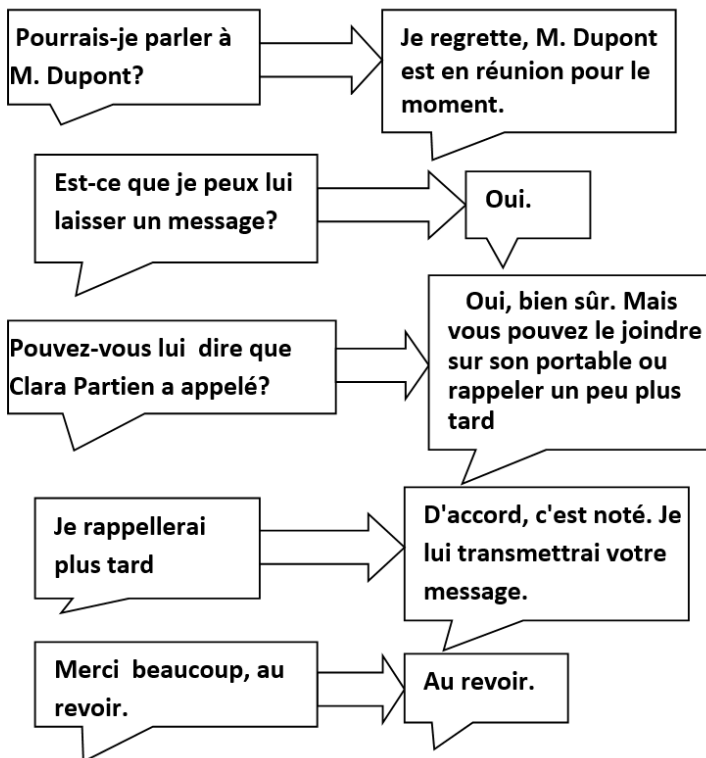 Pourrais-je parler à
M. Dupont?
Je regrette, M. Dupont
est en réunion pour le
moment.
Est-ce que je peux lui
laisser un message?
Oui.
Pouvez-vous lui dire que
Clara Partien a appelé?
Oui, bien sûr. Mais
vous pouvez le joindre
sur son portable ou
rappeler un peu plus
tard
Je rappellerai
plus tard
D'accord, c'est noté. Je
lui transmettrai votre
message.
Merci beaucoup, au
revoir.
Au revoir.